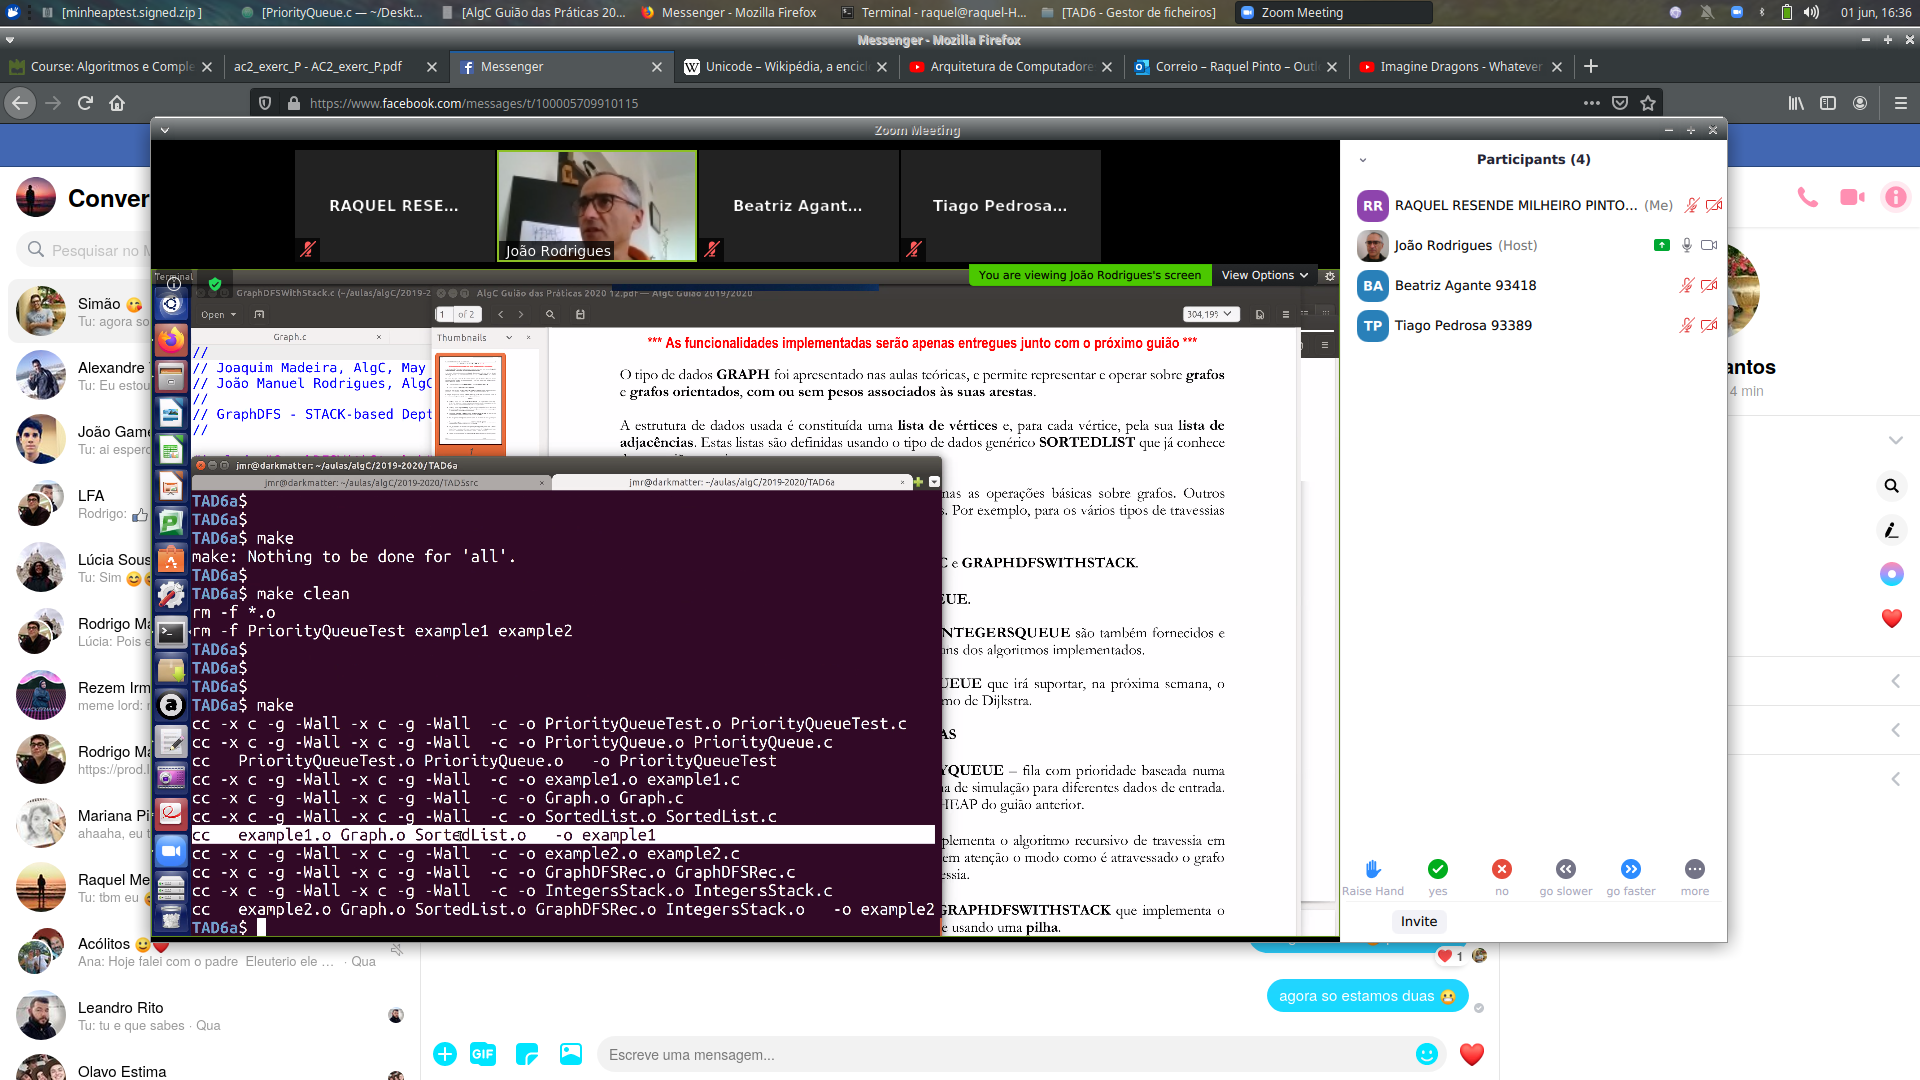 [minheaptest.signed.zip ]
[PriorityQueue.c — ~/Deskt...
[AlgC Guião das Práticas 20...
Messenger - Mozilla Firefox
Terminal - raquel@raquel-H...
[TAD6 - Gestor de ficheiros]
Zoom Meeting
01 jun, 16:36
Messenger - Mozilla Firefox
Course: Algoritmos e Comple
ac2_exerc_P - AC2_exerc_P.pdf
Messenger
Unicode – Wikipédia, a encicl
Arquitetura de Computadore
Correio – Raquel Pinto – Outl
Imagine Dragons - Whatever
https://www.facebook.com/messages/t/100005709910115
Zoom Meeting
Conver
Pesquisar no M
Simão
Tu: agora so
Alexandre
Tu: Eu estou
João Game
Tu: ai espero
LFA
Rodrigo:
Lúcia Sous
Tu: Sim
Rodrigo Ma
Lúcia: Pois e
Rezem Irm
meme lord: r
Rodrigo Ma
https://prod.l
Mariana Pi
ahaaha, eu t
Raquel Me
Tu: tbm eu
Acólitos
Ana: Hoje falei com o padre Eleuterio ele … · Qua
Leandro Rito
Tu: tu e que sabes · Qua
Olavo Estima
RAQUEL RESE...
João Rodrigues
Beatriz Agant...
Tiago Pedrosa...
You are viewing João Rodrigues's screen
View Options
Participants (4)
RR RAQUEL RESENDE MILHEIRO PINTO... (Me)
João Rodrigues (Host)
BA Beatriz Agante 93418
TP Tiago Pedrosa 93389
Raise Hand
yes
no
go slower
go faster
more
Invite
antos
4 min
Terminal
GraphDFSWithStack.c (~/aulas/algC/2019-2
AlgC Guião das Práticas 2020 12.pdf — AlgC Guião 2019/2020
Open
1 of 2
304,19%
Graph.c
Thumbnails
//
// Joaquim Madeira, AlgC, May
// João Manuel Rodrigues, AlgC
//
// GraphDFS - STACK-based Dept
//
*** As funcionalidades implementadas serão apenas entregues junto com o próximo guião ***
O tipo de dados GRAPH foi apresentado nas aulas teóricas, e permite representar e operar sobre grafos
e grafos orientados, com ou sem pesos associados às suas arestas.
A estrutura de dados usada é constituída uma lista de vértices e, para cada vértice, pela sua lista de
adjacências. Estas listas são definidas usando o tipo de dados genérico SORTEDLIST que já conhece
nas as operações básicas sobre grafos. Outros
s. Por exemplo, para os vários tipos de travessias
C e GRAPHDFSWITHSTACK.
EUE.
NTEGERSQUEUE são também fornecidos e
ns dos algoritmos implementados.
UEUE que irá suportar, na próxima semana, o
mo de Dijkstra.
AS
YQUEUE – fila com prioridade baseada numa
na de simulação para diferentes dados de entrada.
HEAP do guião anterior.
plementa o algoritmo recursivo de travessia em
em atenção o modo como é atravessado o grafo
essia.
GRAPHDFSWITHSTACK que implementa o
e usando uma pilha.
jmr@darkmatter: ~/aulas/algC/2019-2020/TAD6a
jmr@darkmatter: ~/aulas/algC/2019-2020/TAD5src
jmr@darkmatter: ~/aulas/algC/2019-2020/TAD6a
TAD6a$
TAD6a$
TAD6a$ make
make: Nothing to be done for 'all'.
TAD6a$
TAD6a$ make clean
rm -f *.o
rm -f PriorityQueueTest example1 example2
TAD6a$
TAD6a$
TAD6a$
TAD6a$ make
cc -x c -g -Wall -x c -g -Wall  -c -o PriorityQueueTest.o PriorityQueueTest.c
cc -x c -g -Wall -x c -g -Wall  -c -o PriorityQueue.o PriorityQueue.c
cc   PriorityQueueTest.o PriorityQueue.o   -o PriorityQueueTest
cc -x c -g -Wall -x c -g -Wall  -c -o example1.o example1.c
cc -x c -g -Wall -x c -g -Wall  -c -o Graph.o Graph.c
cc -x c -g -Wall -x c -g -Wall  -c -o SortedList.o SortedList.c
cc   example1.o Graph.o SortedList.o   -o example1
cc -x c -g -Wall -x c -g -Wall  -c -o example2.o example2.c
cc -x c -g -Wall -x c -g -Wall  -c -o GraphDFSRec.o GraphDFSRec.c
cc -x c -g -Wall -x c -g -Wall  -c -o IntegersStack.o IntegersStack.c
cc   example2.o Graph.o SortedList.o GraphDFSRec.o IntegersStack.o   -o example2
TAD6a$
1
agora so estamos duas
GIF
Escreve uma mensagem...